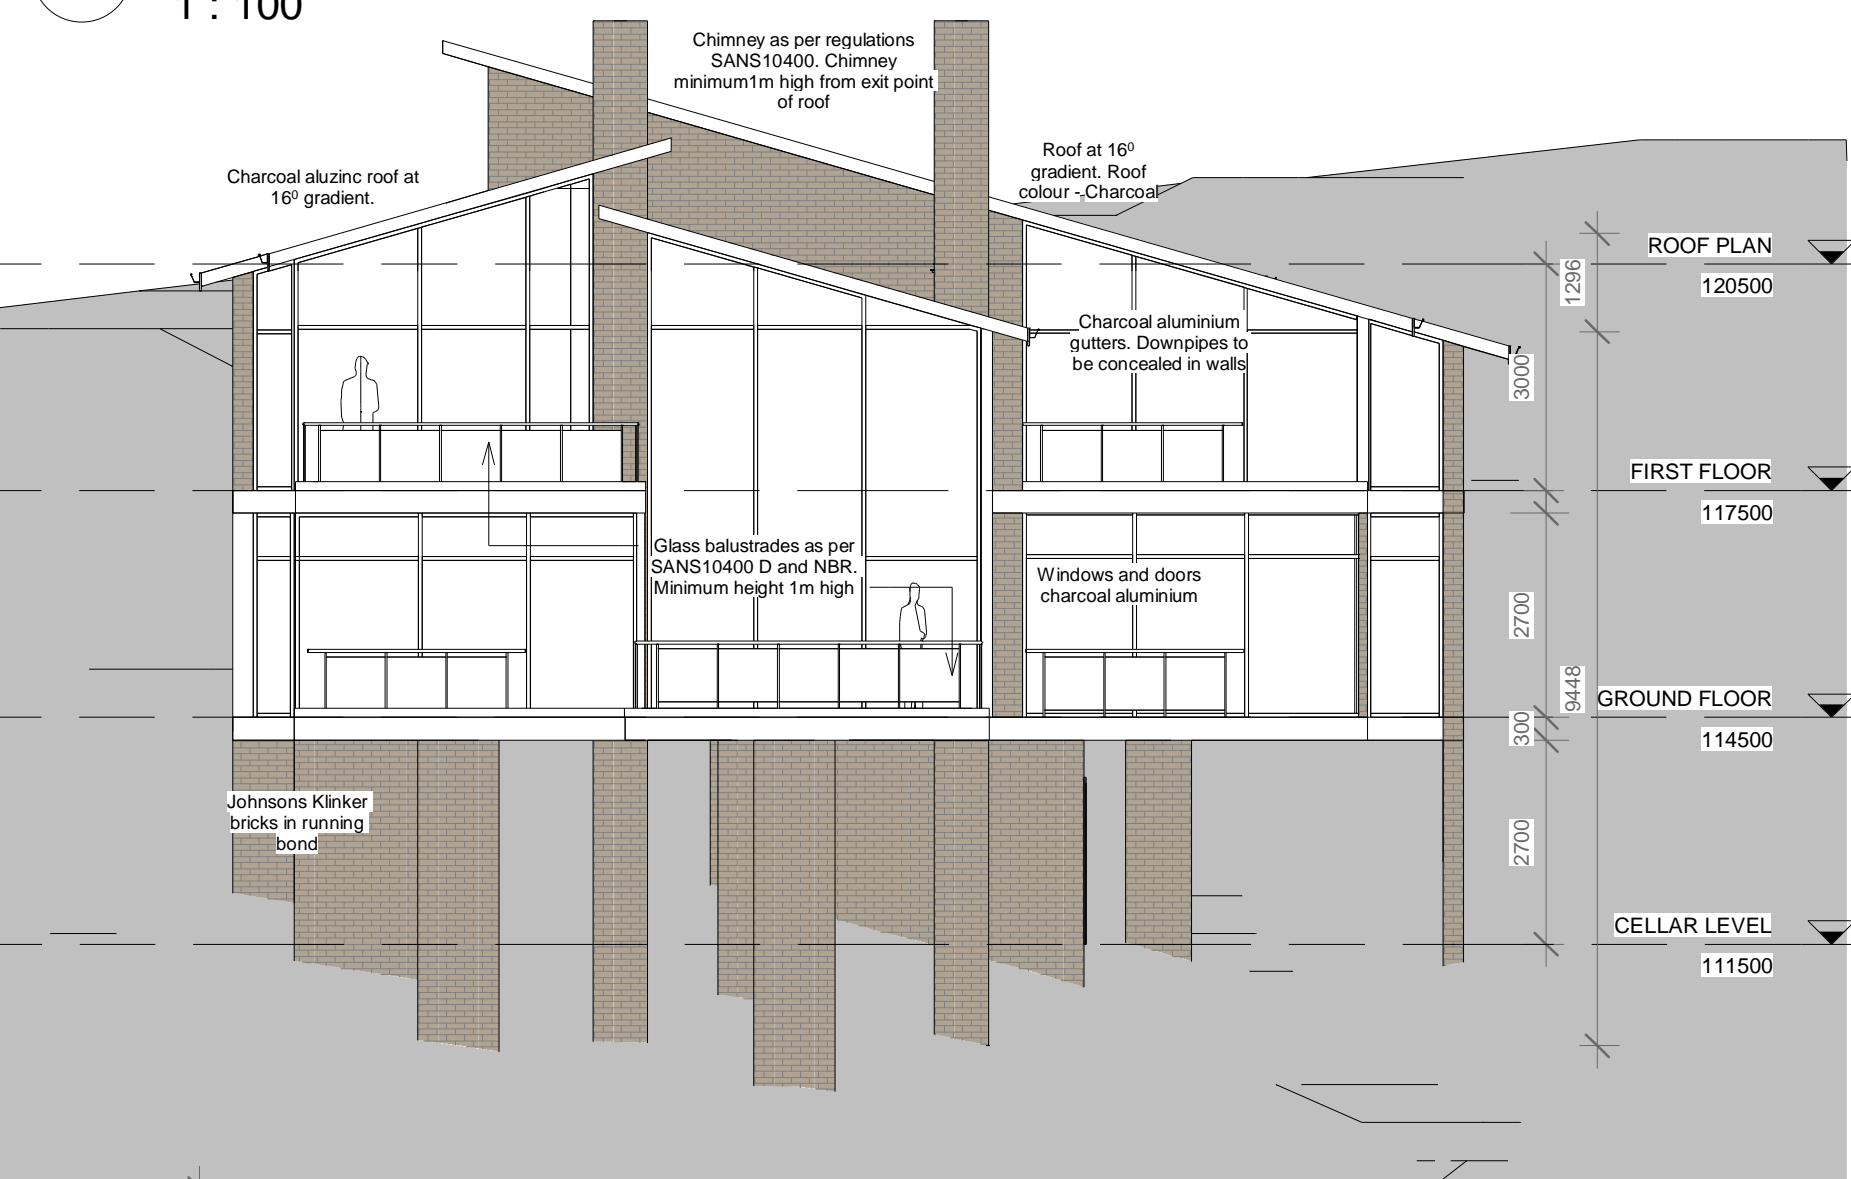 1 : 100
Chimney as per regulations
SANS10400. Chimney
minimum1m high from exit point
of roof
Roof at 16⁰
gradient. Roof
colour - Charcoal
Charcoal aluzinc roof at
16⁰ gradient.
ROOF PLAN
120500
1296
Charcoal aluminium
gutters. Downpipes to
be concealed in walls
3000
FIRST FLOOR
117500
Glass balustrades as per
SANS10400 D and NBR.
Minimum height 1m high
Windows and doors
charcoal aluminium
2700
9448
GROUND FLOOR
300
114500
Johnsons Klinker
bricks in running
bond
2700
CELLAR LEVEL
111500